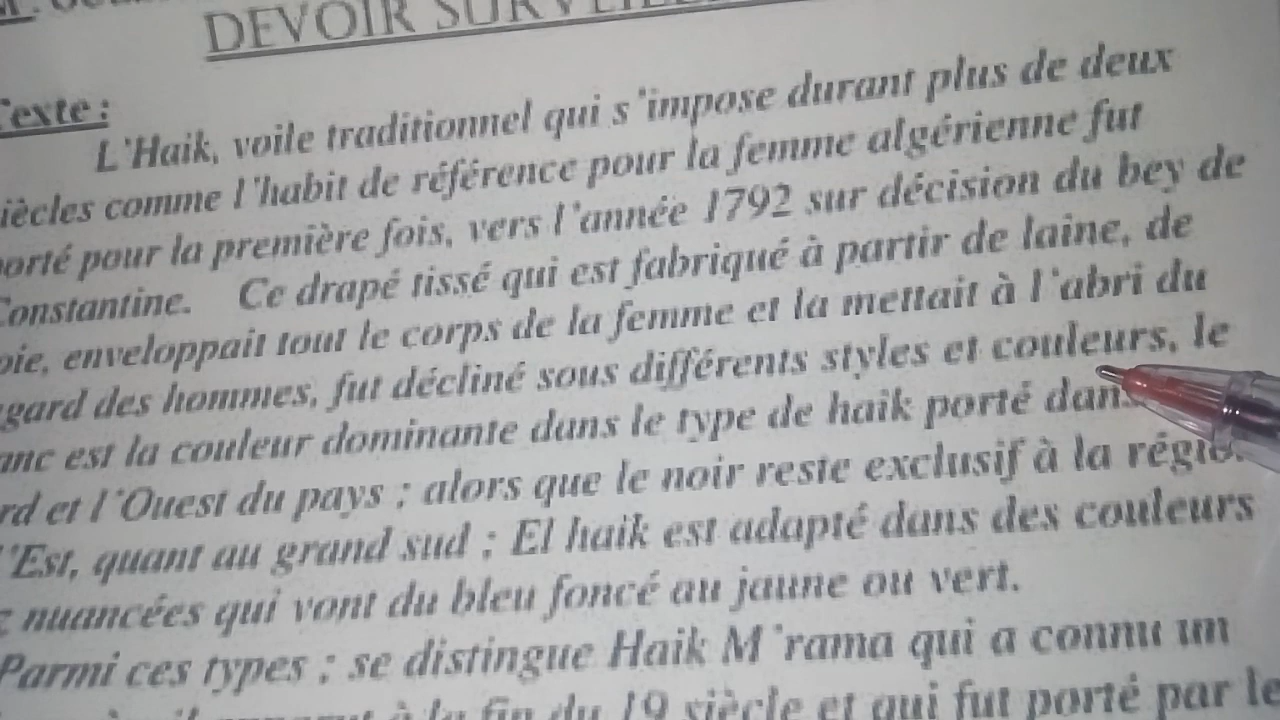 DEVOIR SURVEILLÉ
Texte :
L'Haik, voile traditionnel qui s'impose durant plus de deux
iècles comme l'habit de référence pour la femme algérienne fut
porté pour la première fois, vers l'année 1792 sur décision du bey de
Constantine. Ce drapé tissé qui est fabriqué à partir de laine, de
oie, enveloppait tout le corps de la femme et la mettait à l'abri du
gard des hommes, fut décliné sous différents styles et couleurs, le
anc est la couleur dominante dans le type de haik porté dans
rd et l'Ouest du pays ; alors que le noir reste exclusif à la région
l'Est, quant au grand sud ; El haik est adapté dans des couleurs
z nuancées qui vont du bleu foncé au jaune ou vert.
Parmi ces types ; se distingue Haik M'rama qui a connu un
à la fin du 19 siècle et qui fut porté par le